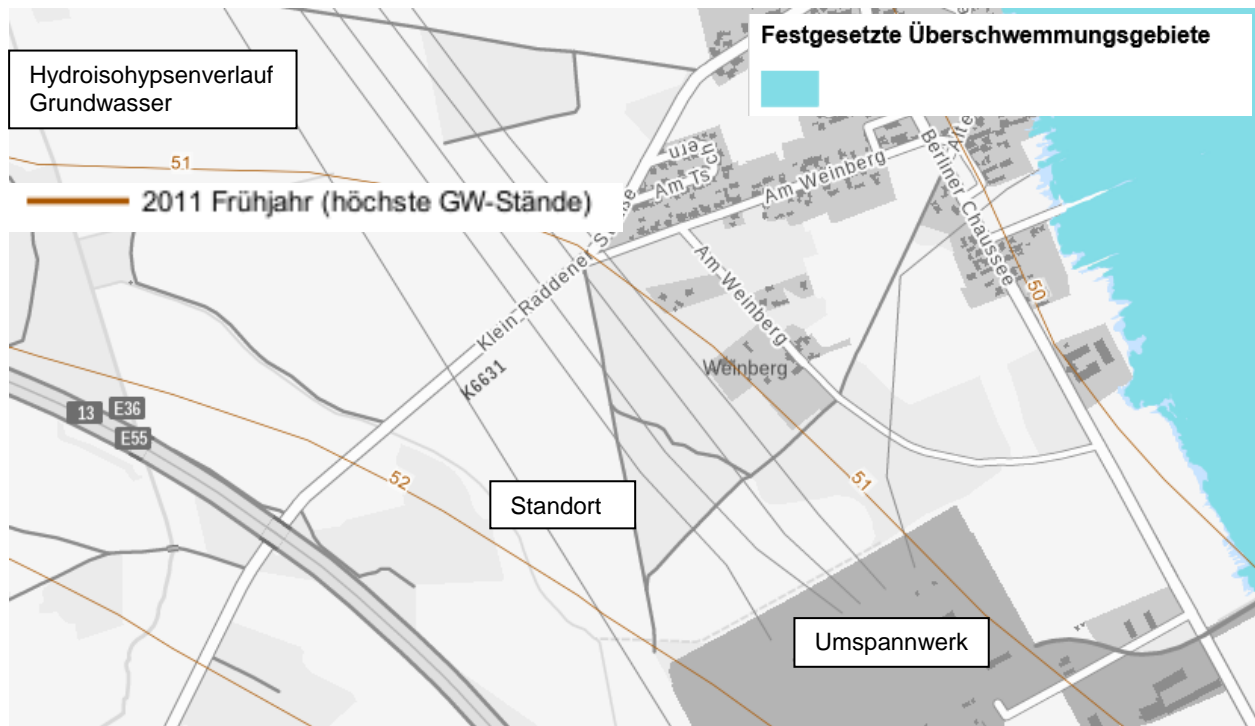 Hydroisohypsenverlauf
Grundwasser
Festgesetzte Überschwemmungsgebiete
51
2011 Frühjahr (höchste GW-Stände)
Am Weinberg
Berliner Chaussee
Am Weinberg
Klein Raddener
K6631
50
Weinberg
13
E36
E55
52
51
Standort
Umspannwerk